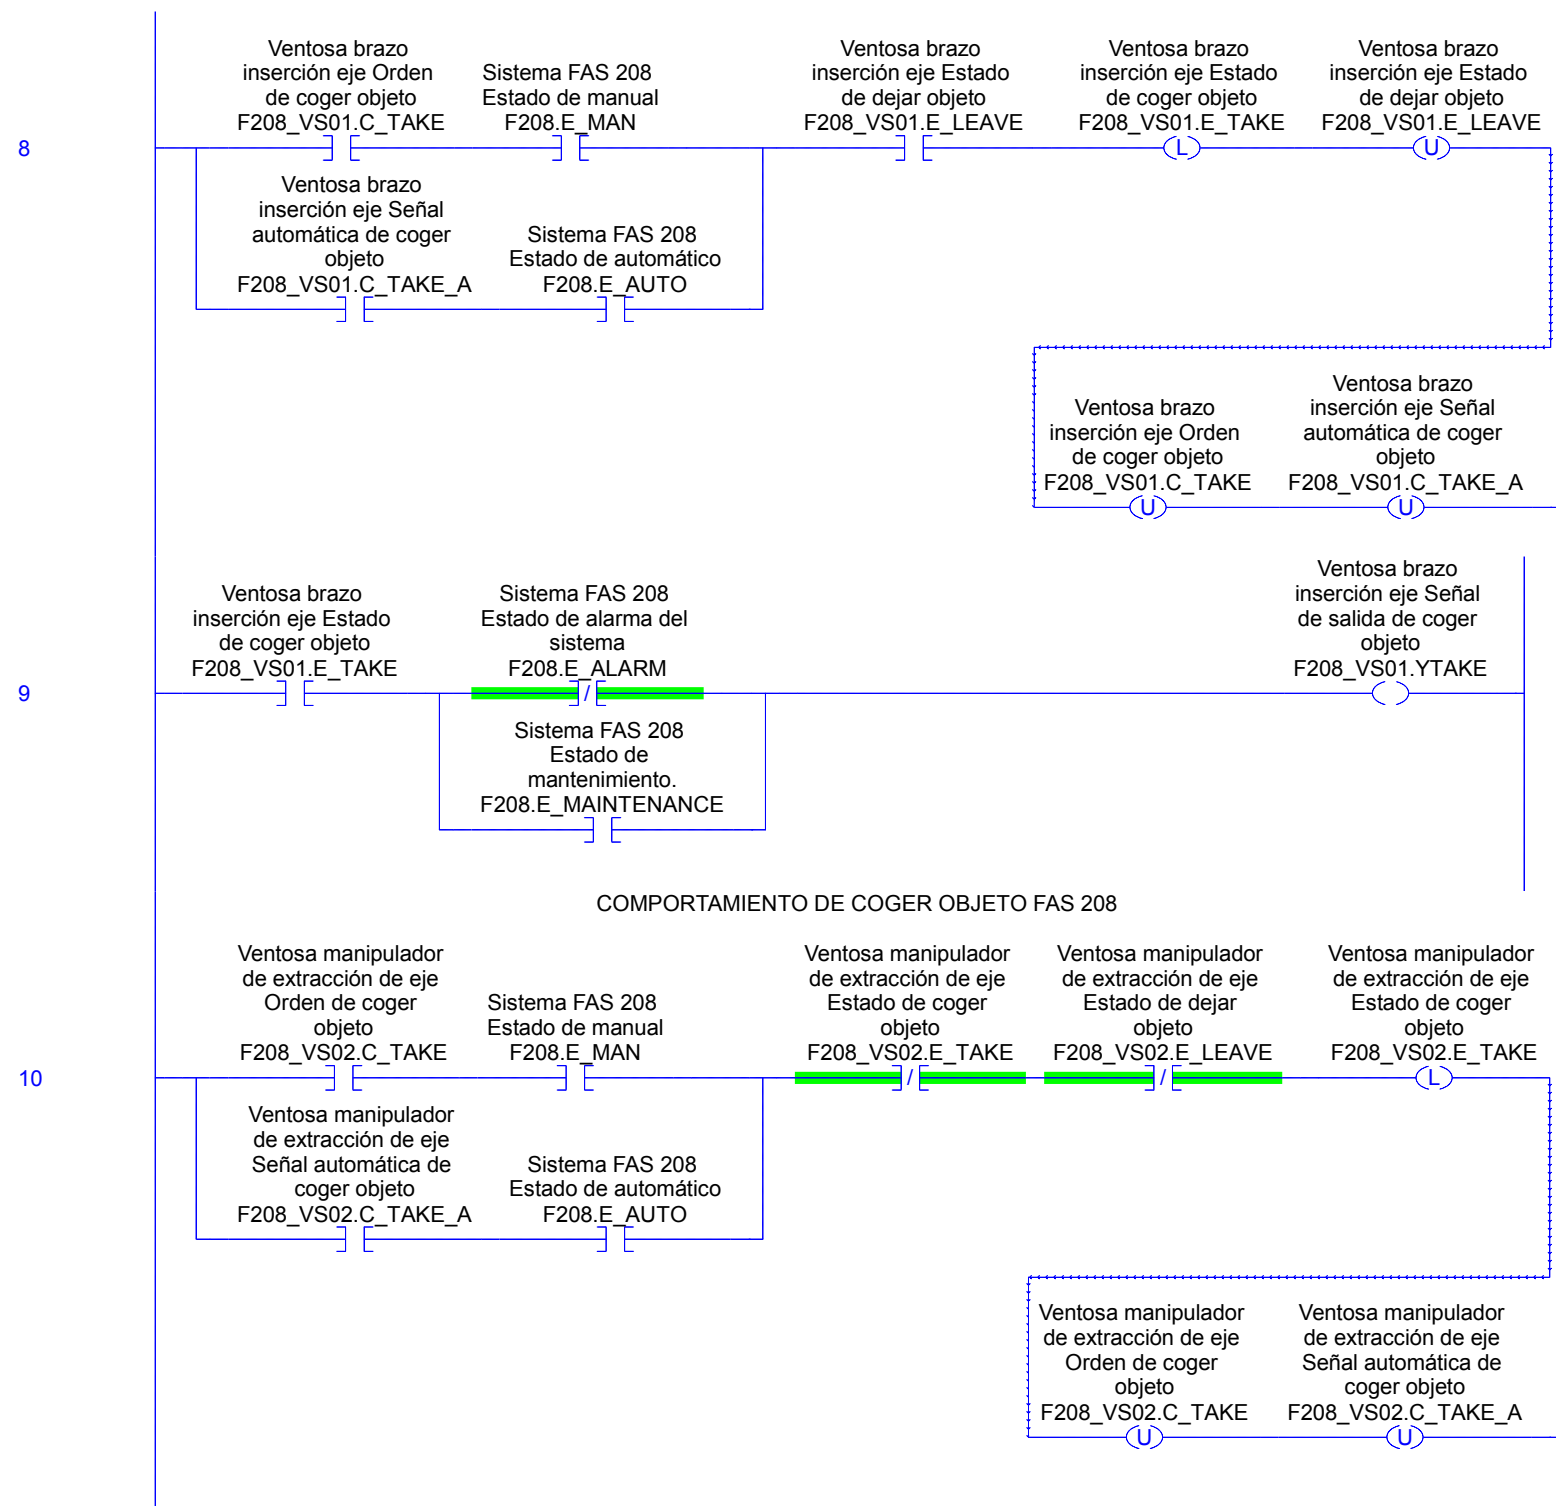 8
Ventosa brazo
inserción eje Orden
de coger objeto
F208_VS01.C_TAKE
Sistema FAS 208
Estado de manual
F208.E_MAN
Ventosa brazo
inserción eje Estado
de dejar objeto
F208_VS01.E_LEAVE
Ventosa brazo
inserción eje Estado
de coger objeto
F208_VS01.E_TAKE
L
Ventosa brazo
inserción eje Estado
de dejar objeto
F208_VS01.E_LEAVE
U
Ventosa brazo
inserción eje Señal
automática de coger
objeto
F208_VS01.C_TAKE_A
Sistema FAS 208
Estado de automático
F208.E_AUTO
Ventosa brazo
inserción eje Orden
de coger objeto
F208_VS01.C_TAKE
U
Ventosa brazo
inserción eje Señal
automática de coger
objeto
F208_VS01.C_TAKE_A
U
9
Ventosa brazo
inserción eje Estado
de coger objeto
F208_VS01.E_TAKE
Sistema FAS 208
Estado de alarma del
sistema
F208.E_ALARM
/
Ventosa brazo
inserción eje Señal
de salida de coger
objeto
F208_VS01.YTAKE
Sistema FAS 208
Estado de
mantenimiento.
F208.E_MAINTENANCE
COMPORTAMIENTO DE COGER OBJETO FAS 208
10
Ventosa manipulador
de extracción de eje
Orden de coger
objeto
F208_VS02.C_TAKE
Sistema FAS 208
Estado de manual
F208.E_MAN
Ventosa manipulador
de extracción de eje
Estado de coger
objeto
F208_VS02.E_TAKE
/
Ventosa manipulador
de extracción de eje
Estado de dejar
objeto
F208_VS02.E_LEAVE
/
Ventosa manipulador
de extracción de eje
Estado de coger
objeto
F208_VS02.E_TAKE
L
Ventosa manipulador
de extracción de eje
Señal automática de
coger objeto
F208_VS02.C_TAKE_A
Sistema FAS 208
Estado de automático
F208.E_AUTO
Ventosa manipulador
de extracción de eje
Orden de coger
objeto
F208_VS02.C_TAKE
U
Ventosa manipulador
de extracción de eje
Señal automática de
coger objeto
F208_VS02.C_TAKE_A
U